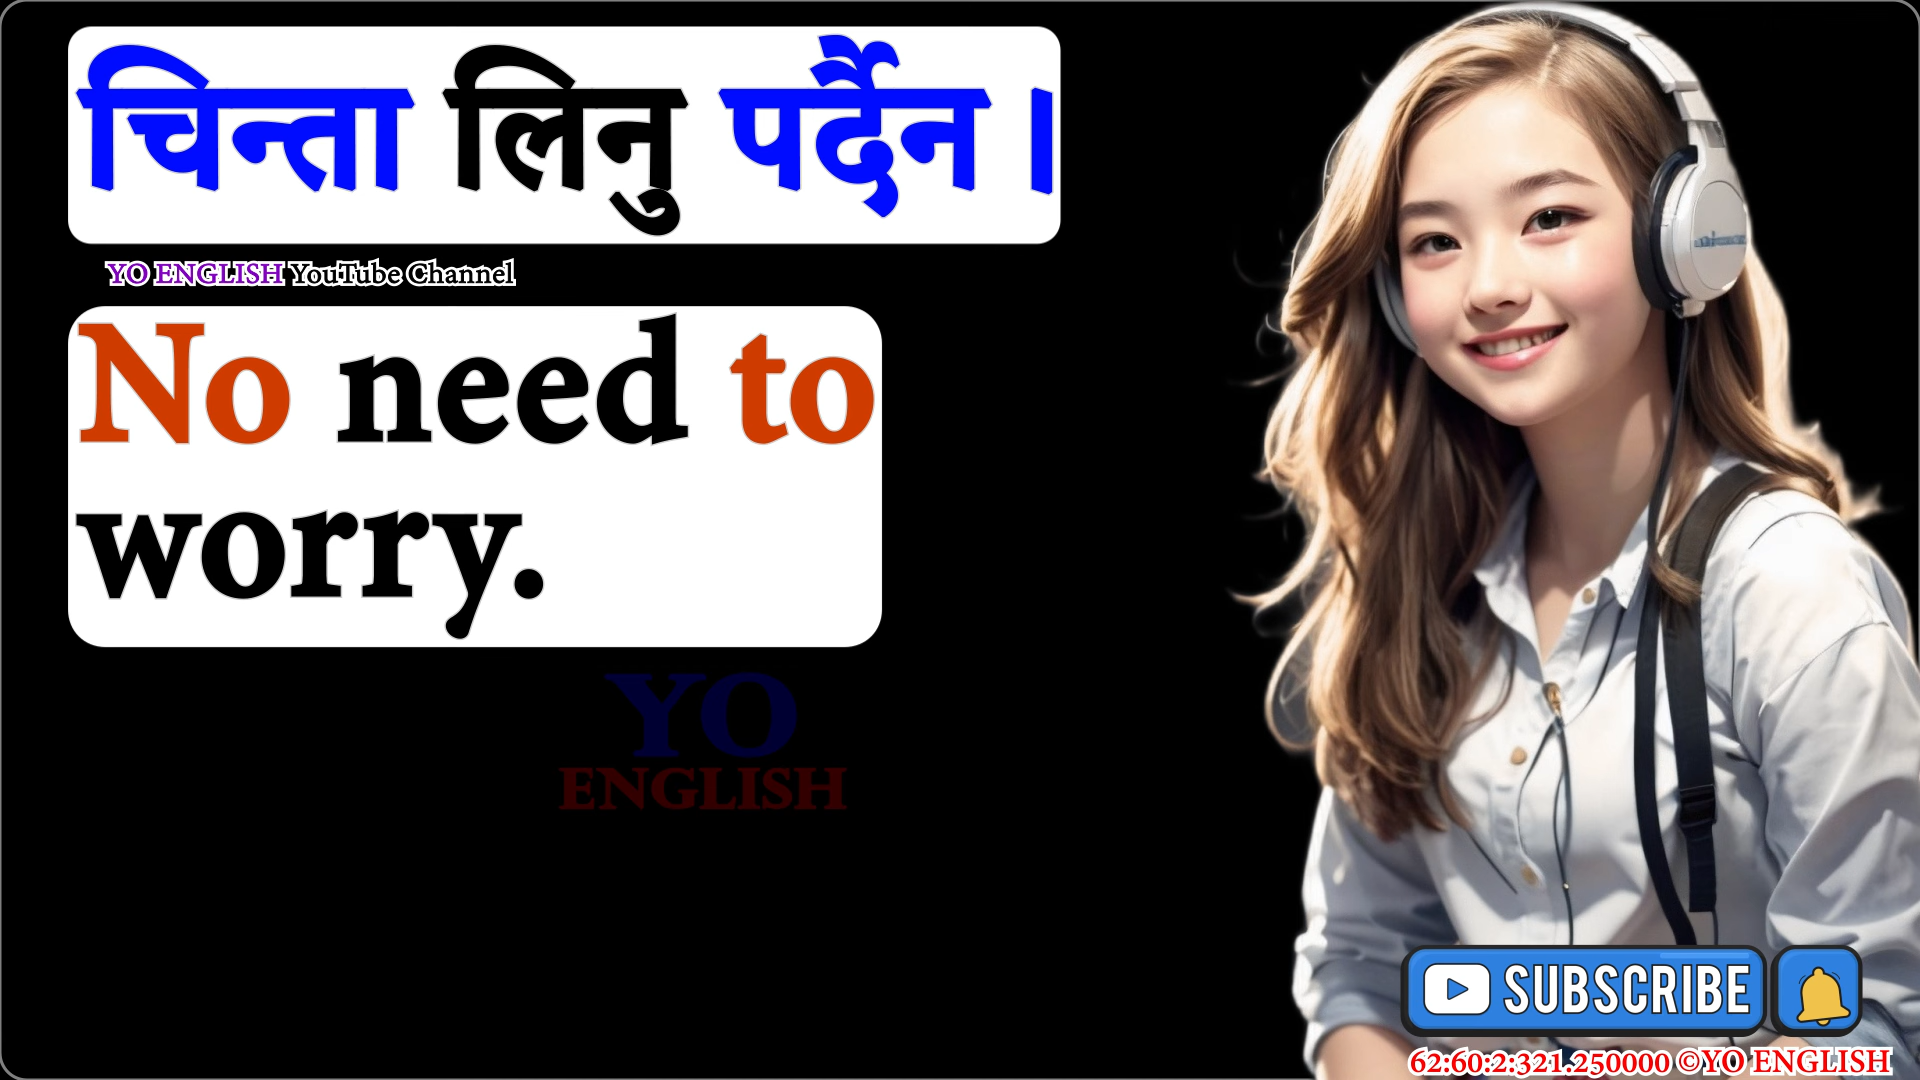 चिन्ता लिनु पर्दैन ।
YO ENGLISH YouTube Channel
No need to
worry.
YO
ENGLISH
SUBSCRIBE
62:60:2:321.250000 ©YO ENGLISH